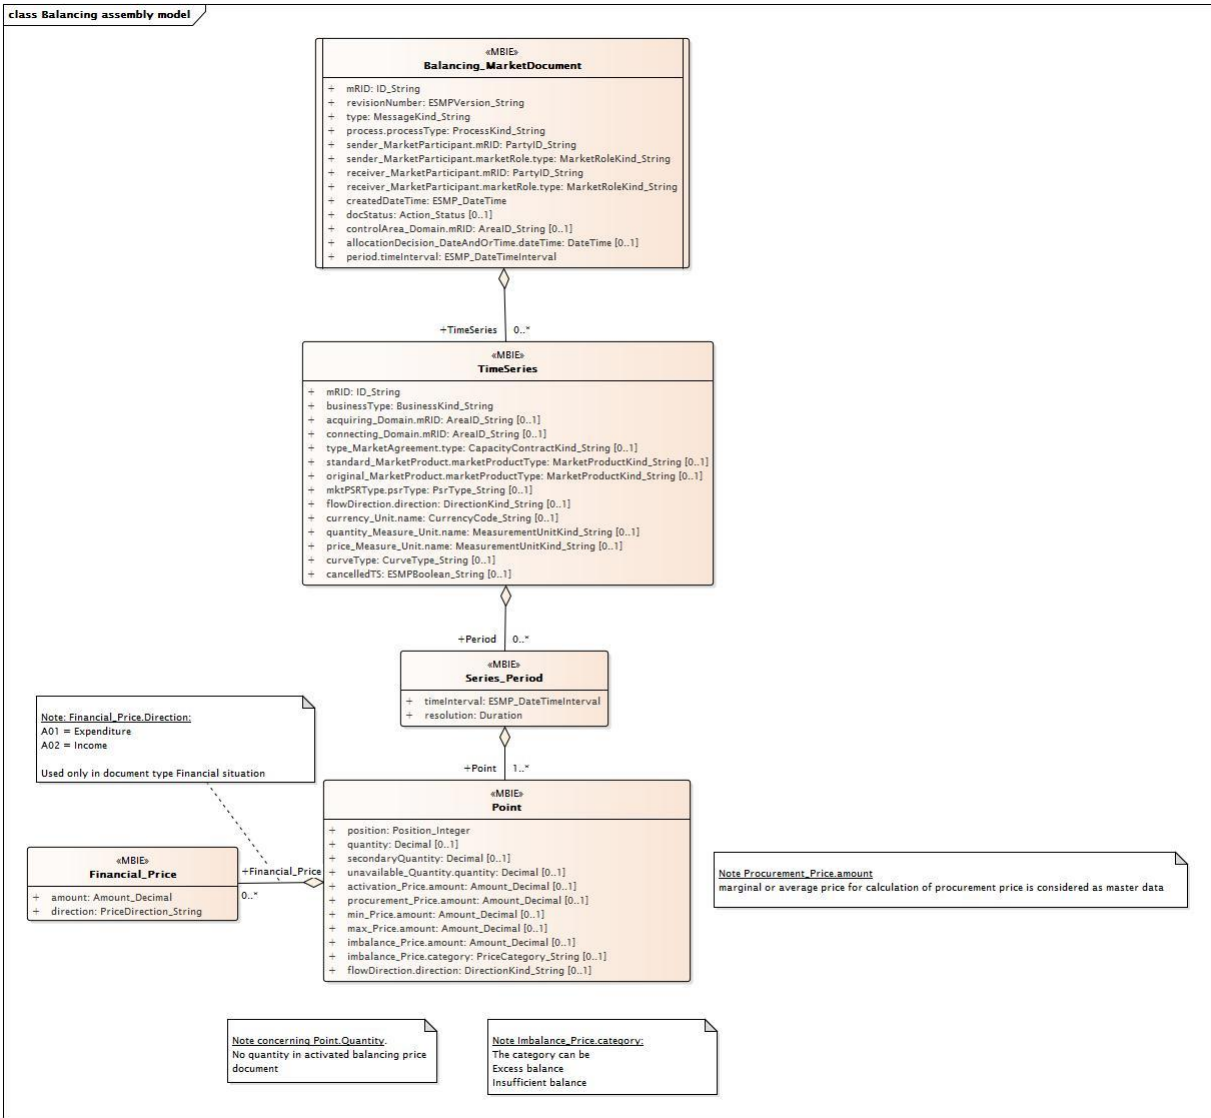 class Balancing assembly model
«MBIE»
Balancing_MarketDocument
+ mRID: ID_String
+ revisionNumber: ESMPVersion_String
+ type: MessageKind_String
+ process.processType: ProcessKind_String
+ sender_MarketParticipant.mRID: PartyID_String
+ sender_MarketParticipant.marketRole.type: MarketRoleKind_String
+ receiver_MarketParticipant.mRID: PartyID_String
+ receiver_MarketParticipant.marketRole.type: MarketRoleKind_String
+ createdDateTime: ESMP_DateTime
+ docStatus: Action_Status [0..1]
+ controlArea_Domain.mRID: AreaID_String [0..1]
+ allocationDecision_DateAndOrTime.dateTime: DateTime [0..1]
+ period.timeInterval: ESMP_DateTimeInterval
+TimeSeries 0..*
«MBIE»
TimeSeries
+ mRID: ID_String
+ businessType: BusinessKind_String
+ acquiring_Domain.mRID: AreaID_String [0..1]
+ connecting_Domain.mRID: AreaID_String [0..1]
+ type_MarketAgreement.type: CapacityContractKind_String [0..1]
+ standard_MarketProduct.marketProductType: MarketProductKind_String [0..1]
+ original_MarketProduct.marketProductType: MarketProductKind_String [0..1]
+ mktPSRType.psrType: PsrType_String [0..1]
+ flowDirection.direction: DirectionKind_String [0..1]
+ currency_Unit.name: CurrencyCode_String [0..1]
+ quantity_Measure_Unit.name: MeasurementUnitKind_String [0..1]
+ price_Measure_Unit.name: MeasurementUnitKind_String [0..1]
+ curveType: CurveType_String [0..1]
+ cancelledTS: ESMPBoolean_String [0..1]
+Period 0..*
«MBIE»
Series_Period
+ timeInterval: ESMP_DateTimeInterval
+ resolution: Duration
Note: Financial_Price.Direction:
A01 = Expenditure
A02 = Income
Used only in document type Financial situation
+Point 1..*
«MBIE»
Point
+ position: Position_Integer
+ quantity: Decimal [0..1]
+ secondaryQuantity: Decimal [0..1]
+ unavailable_Quantity.quantity: Decimal [0..1]
+ activation_Price.amount: Amount_Decimal [0..1]
+ procurement_Price.amount: Amount_Decimal [0..1]
+ min_Price.amount: Amount_Decimal [0..1]
+ max_Price.amount: Amount_Decimal [0..1]
+ imbalance_Price.amount: Amount_Decimal [0..1]
+ imbalance_Price.category: PriceCategory_String [0..1]
+ flowDirection.direction: DirectionKind_String [0..1]
«MBIE»
Financial_Price
+ amount: Amount_Decimal
+ direction: PriceDirection_String
+Financial_Price
0..*
Note Procurement_Price.amount
marginal or average price for calculation of procurement price is considered as master data
Note concerning Point.Quantity.
No quantity in activated balancing price
document
Note Imbalance_Price.category:
The category can be
Excess balance
Insufficient balance